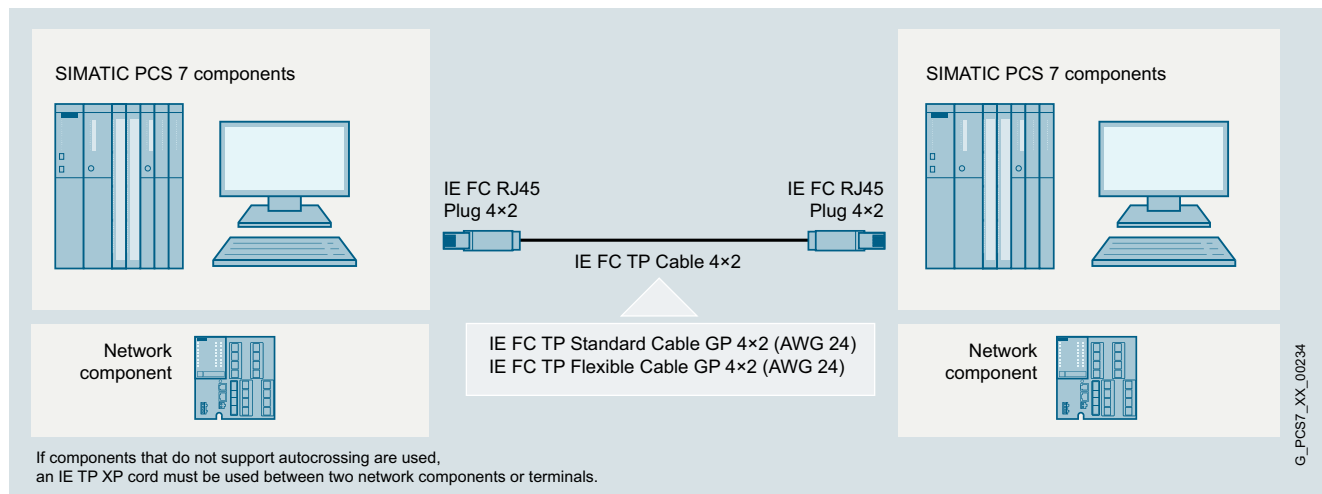 SIMATIC PCS 7 components
SIMATIC PCS 7 components
IE FC RJ45
Plug 4×2
IE FC RJ45
Plug 4×2
IE FC TP Cable 4×2
IE FC TP Standard Cable GP 4×2 (AWG 24)
IE FC TP Flexible Cable GP 4×2 (AWG 24)
Network
component
Network
component
G_PCS7_XX_00234
If components that do not support autocrossing are used,
an IE TP XP cord must be used between two network components or terminals.